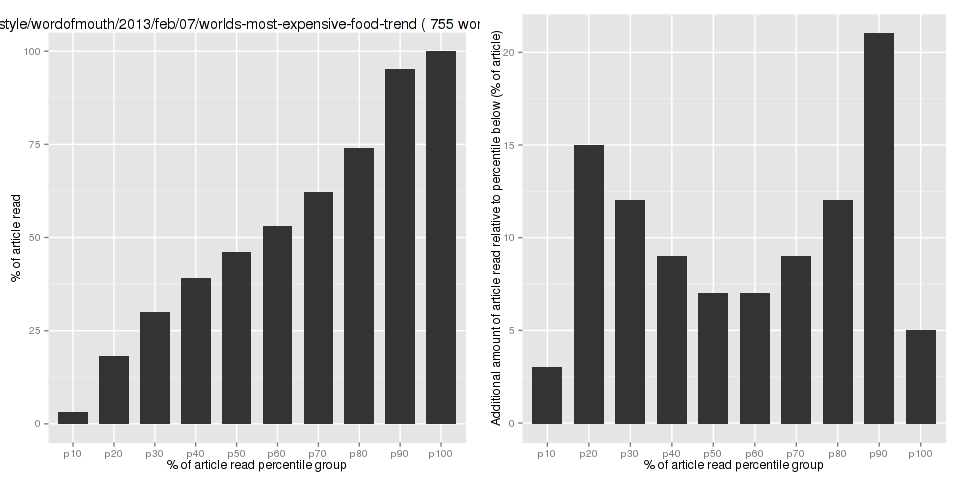 style/wordofmouth/2013/feb/07/worlds-most-expensive-food-trend ( 755 wor
% of article read
100
75
50
25
0
p10 p20 p30 p40 p50 p60 p70 p80 p90 p100
% of article read percentile group
Additional amount of article read relative to percentile below (% of article)
20
15
10
5
0
p10 p20 p30 p40 p50 p60 p70 p80 p90 p100
% of article read percentile group